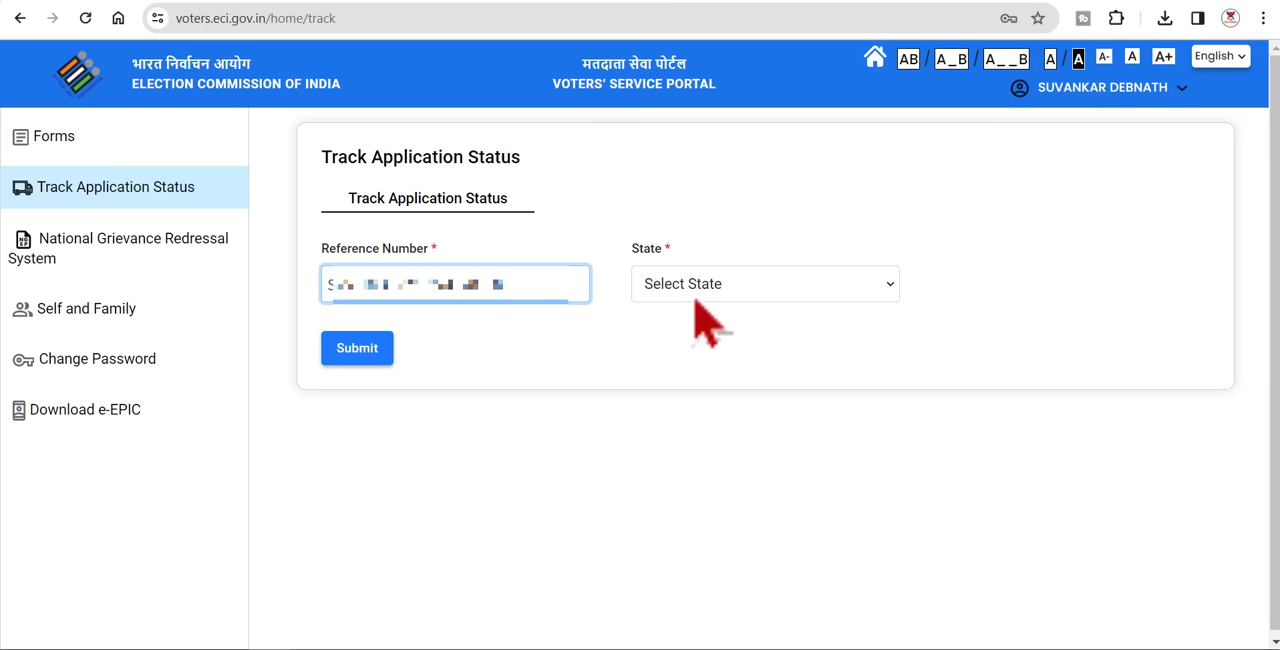 voters.eci.gov.in/home/track
भारत निर्वाचन आयोग
ELECTION COMMISSION OF INDIA
मतदाता सेवा पोर्टल
VOTERS' SERVICE PORTAL
AB / A_B / A__B A / A A- A A+ English
SUVANKAR DEBNATH
Forms
Track Application Status
National Grievance Redressal
System
Self and Family
Change Password
Download e-EPIC
Track Application Status
Track Application Status
Reference Number *
State *
Select State
Submit